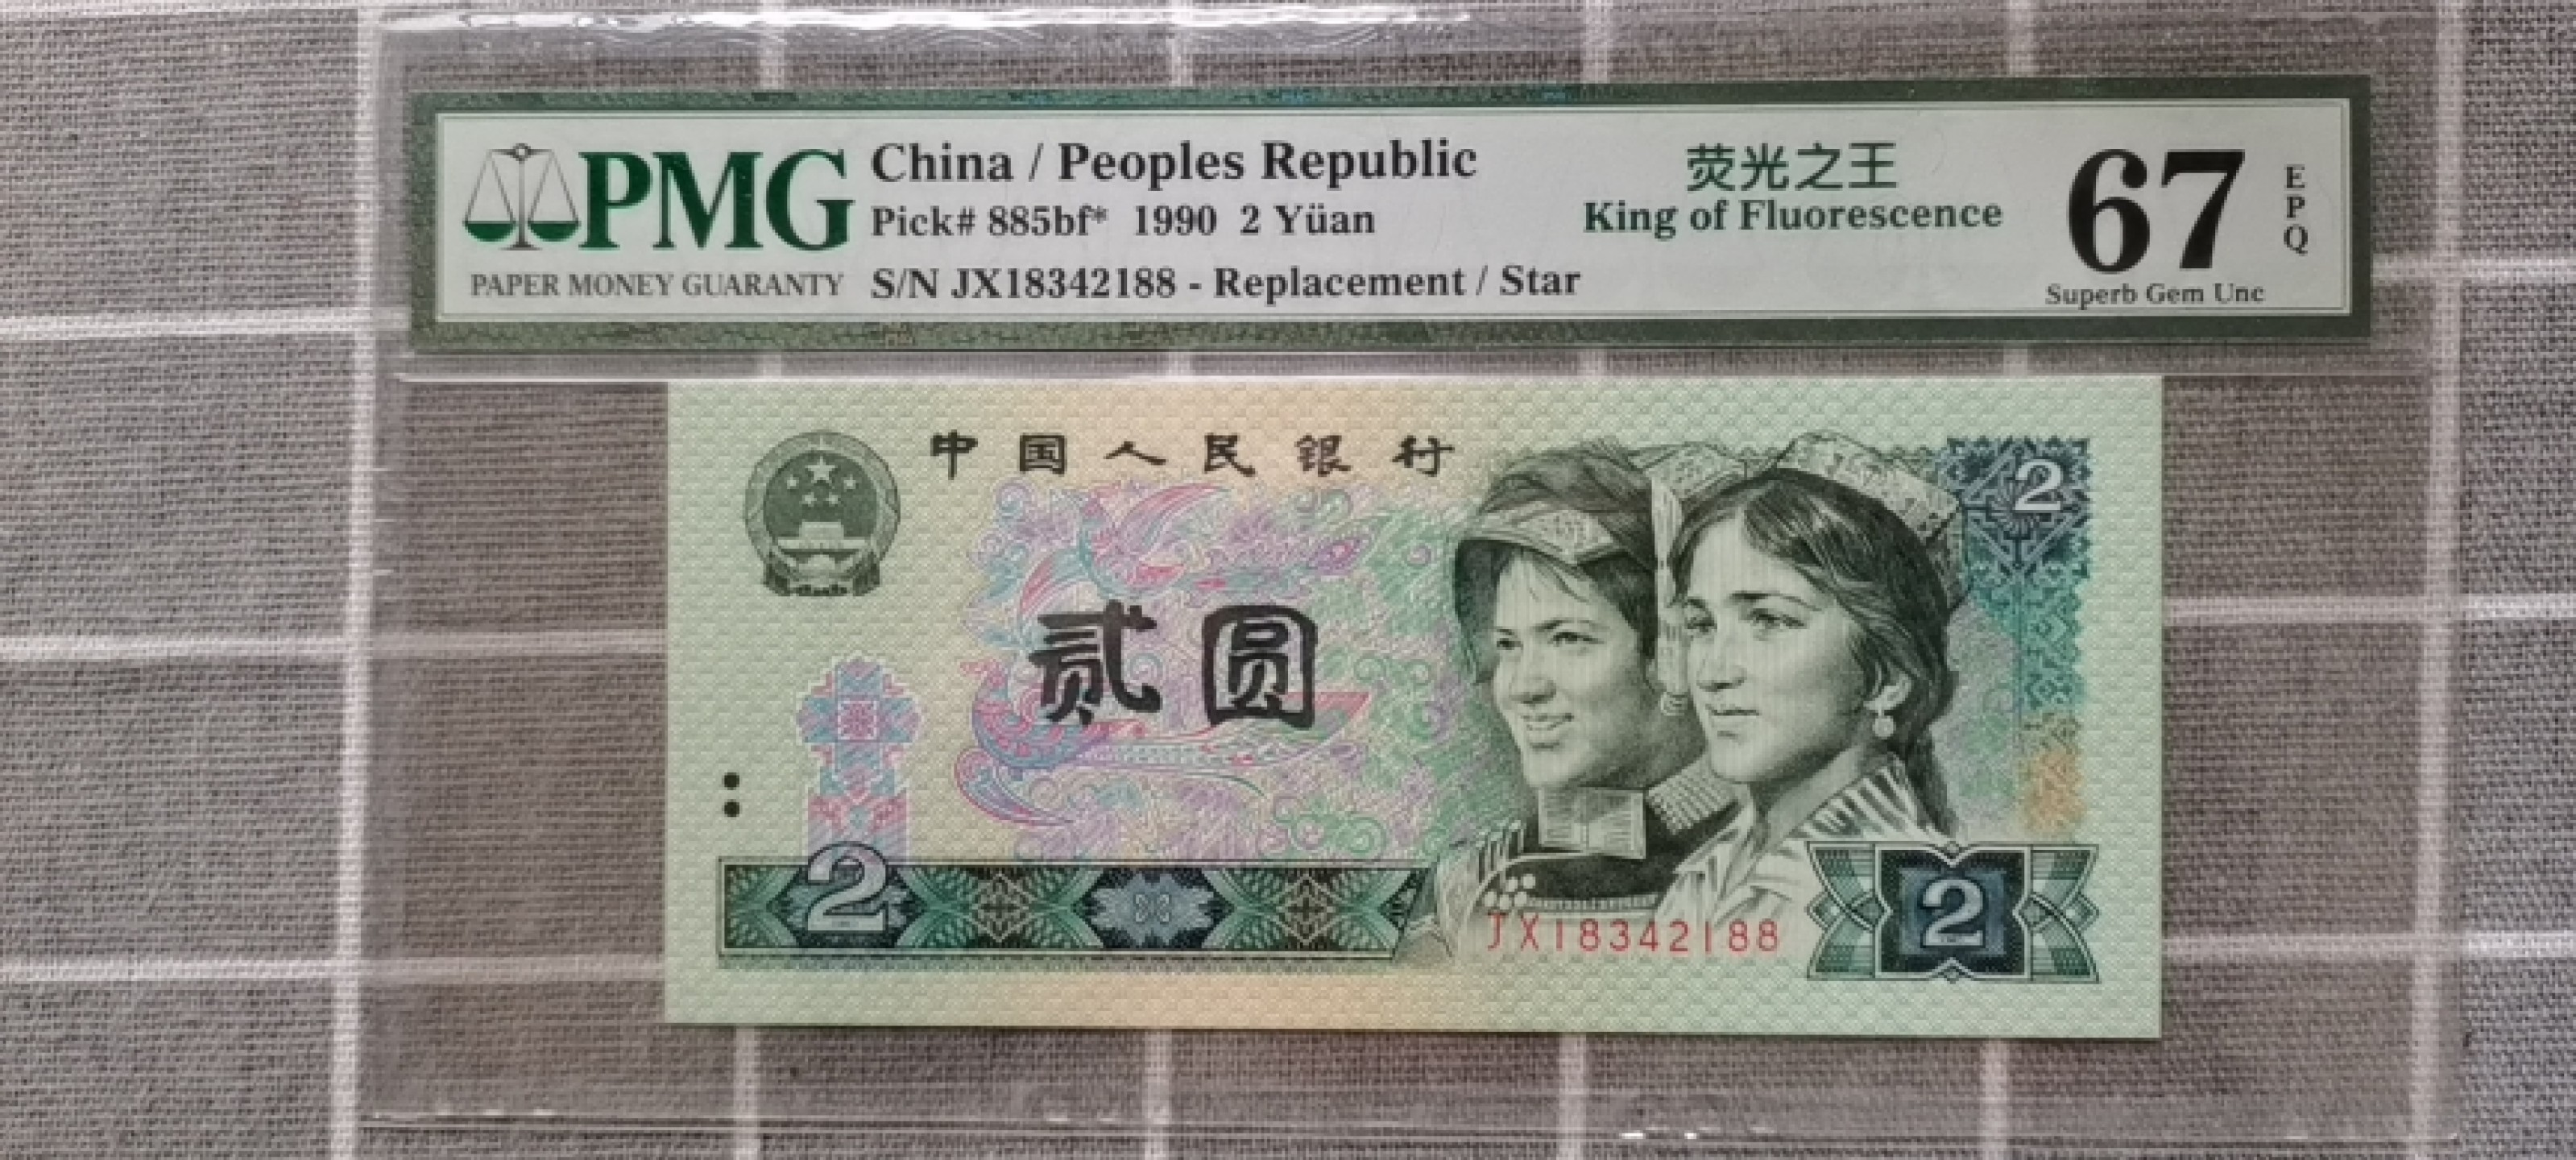 PMG
PAPER MONEY GUARANTY
China / Peoples Republic
Pick# 885bf* 1990 2 Yüan
S/N JX18342188 - Replacement / Star
荧光之王
King of Fluorescence
67
EPQ
Superb Gem Unc
中国人民银行
2
贰圆
2
JX18342188
2